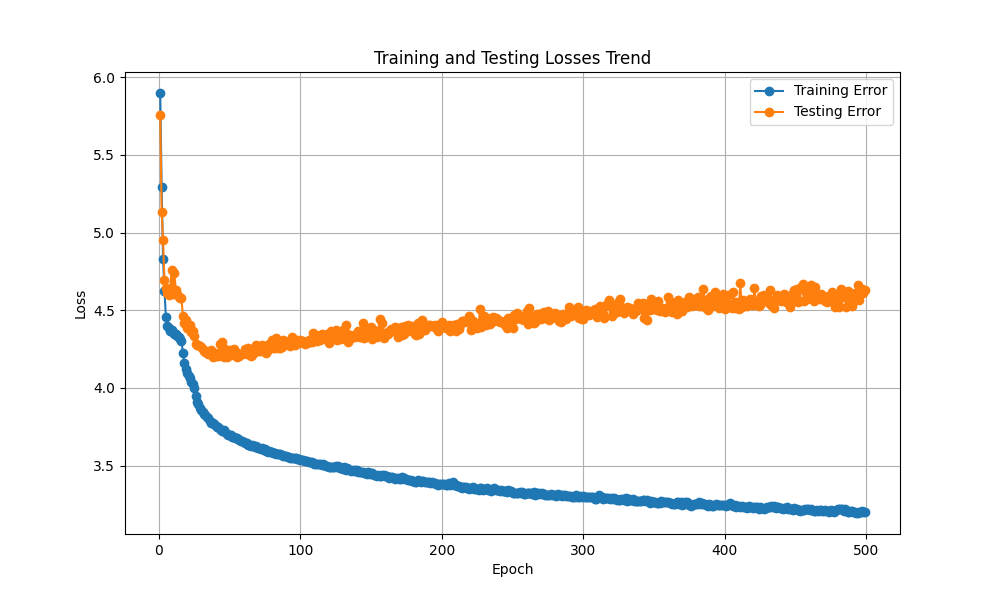 Training and Testing Losses Trend
6.0
5.5
5.0
4.5
4.0
3.5
Loss
Training Error
Testing Error
0
100
200
300
400
500
Epoch